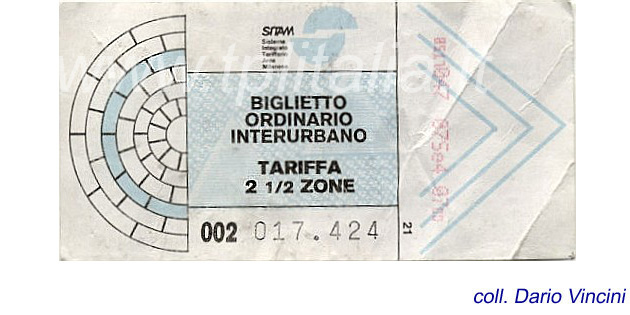 SITAM
Sistema
Integrato
Tariffario
Area
Milanese
BIGLIETTO
ORDINARIO
INTERURBANO
TARIFFA
2 1/2 ZONE
002 017.424
21
coll. Dario Vincini